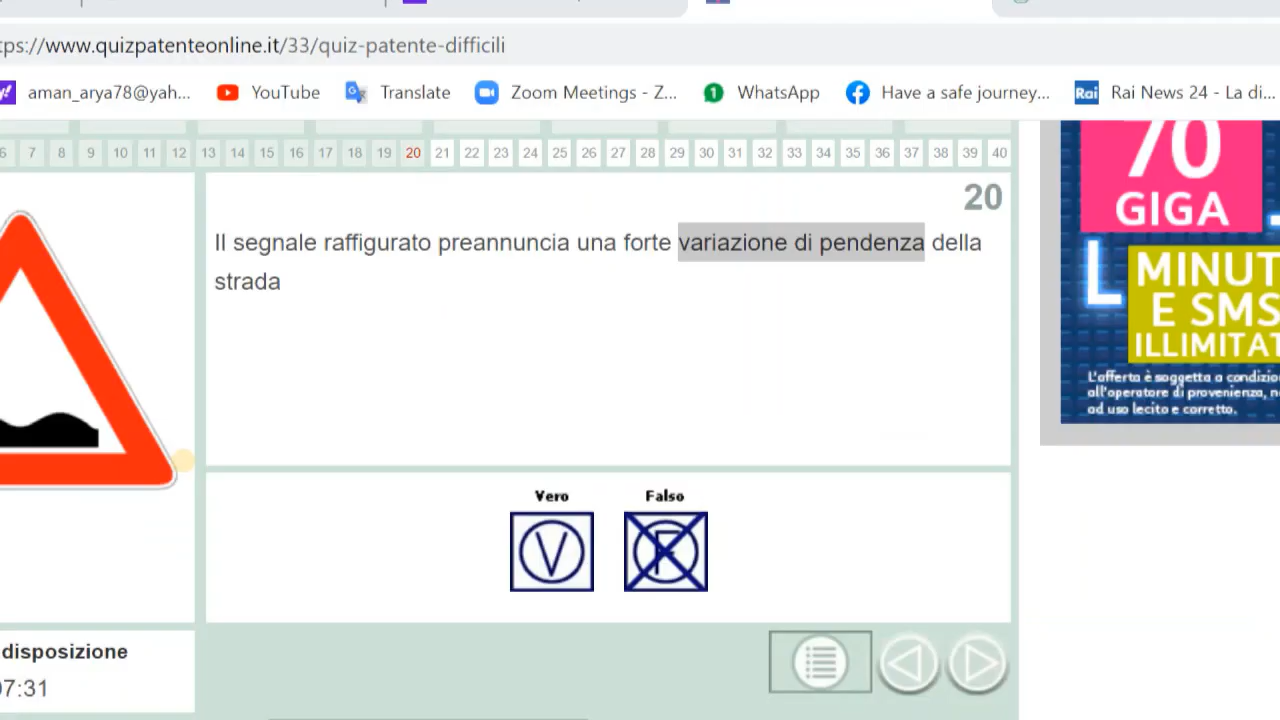 tps://www.quizpatenteonline.it/33/quiz-patente-difficili
y! aman_arya78@yah... YouTube Translate Zoom Meetings - Z... 1 WhatsApp Have a safe journey... Rai Rai News 24 - La di...
6 7 8 9 10 11 12 13 14 15 16 17 18 19 20 21 22 23 24 25 26 27 28 29 30 31 32 33 34 35 36 37 38 39 40
20
Il segnale raffigurato preannuncia una forte variazione di pendenza della
strada
Vero Falso
V F
disposizione
07:31
70
GIGA
L
MINUT
E SMS
ILLIMITAT
L'offerta è soggetta a condizio
all'operatore di provenienza, n
ad uso lecito e corretto.